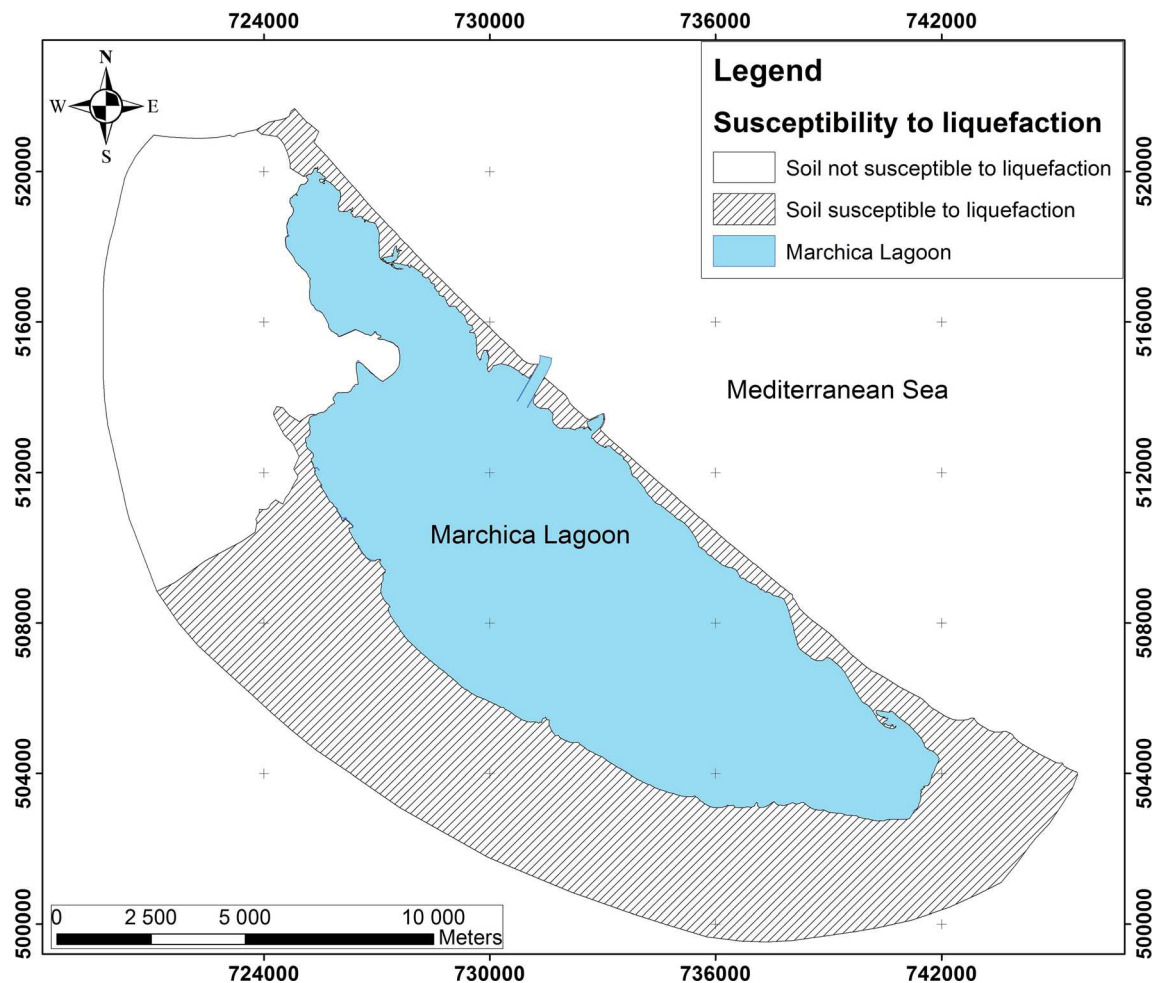 724000 730000 736000 742000
N
W E
S
Legend
Susceptibility to liquefaction
Soil not susceptible to liquefaction
Soil susceptible to liquefaction
Marchica Lagoon
520000 520000
516000 516000
Mediterranean Sea
512000 512000
Marchica Lagoon
508000 508000
504000 504000
500000 500000
0 2 500 5 000 10 000
Meters
724000 730000 736000 742000